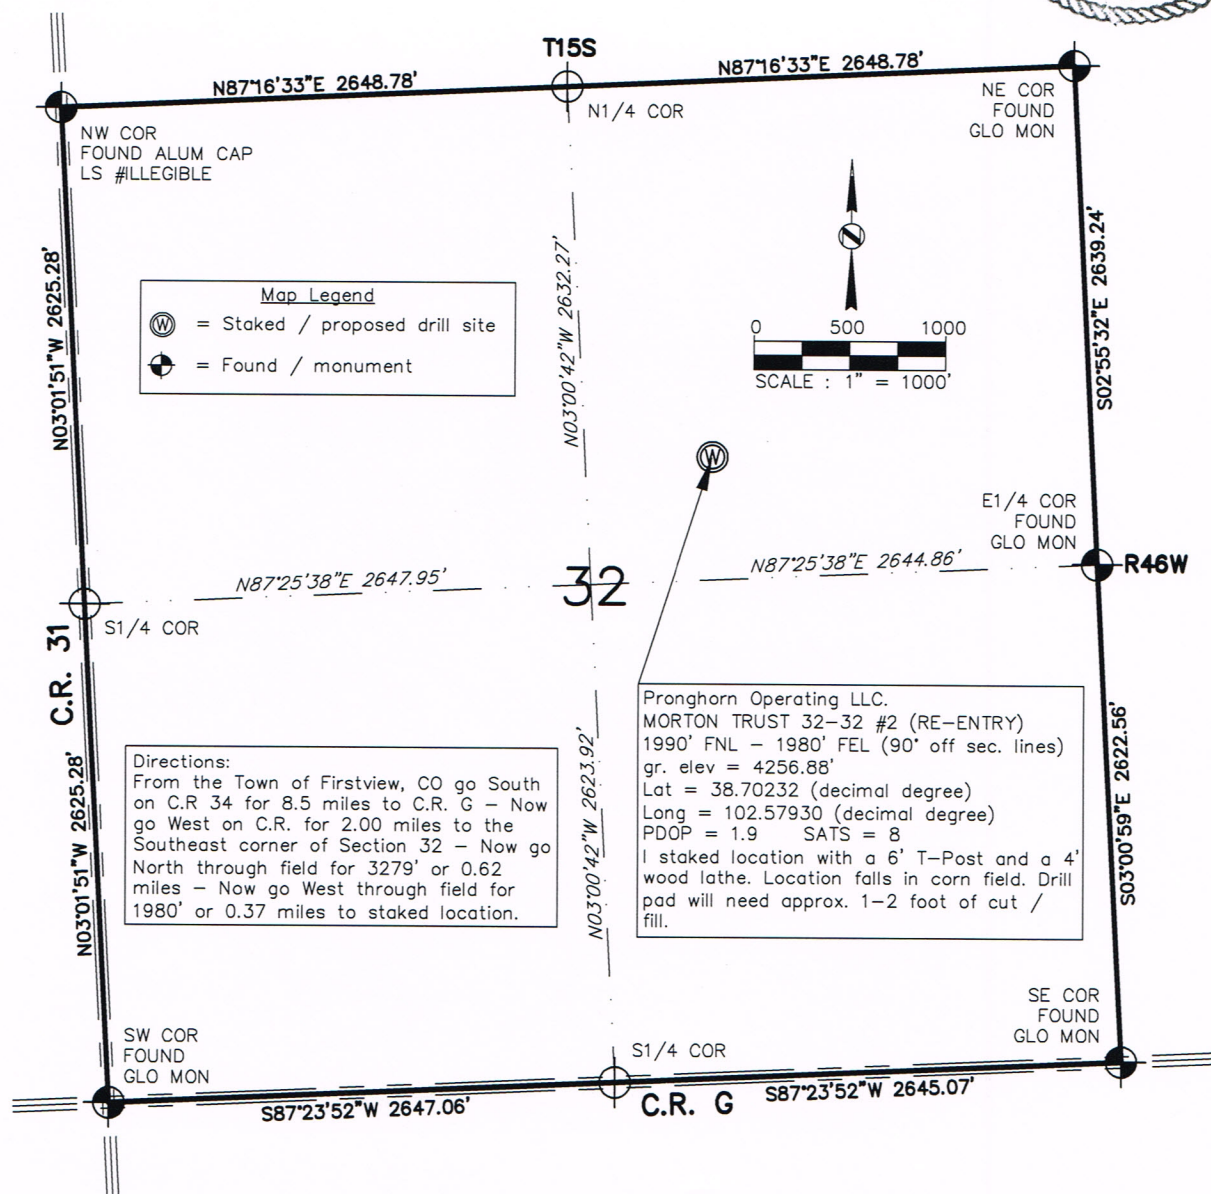 T15S
N87°16'33"E 2648.78'
N87°16'33"E 2648.78'
NW COR
FOUND ALUM CAP
LS #ILLEGIBLE
N1/4 COR
NE COR
FOUND
GLO MON
N03°01'51"W 2625.28'
N03°00'42"W 2632.27'
S02°55'32"E 2639.24'
Map Legend
W = Staked / proposed drill site
= Found / monument
N
0 500 1000
SCALE : 1" = 1000'
W
E1/4 COR
FOUND
GLO MON
R46W
N87°25'38"E 2647.95'
32
N87°25'38"E 2644.86'
S1/4 COR
C.R. 31
Pronghorn Operating LLC.
MORTON TRUST 32-32 #2 (RE-ENTRY)
1990' FNL - 1980' FEL (90° off sec. lines)
gr. elev = 4256.88'
Lat = 38.70232 (decimal degree)
Long = 102.57930 (decimal degree)
PDOP = 1.9 SATS = 8
I staked location with a 6' T-Post and a 4'
wood lathe. Location falls in corn field. Drill
pad will need approx. 1-2 foot of cut /
fill.
Directions:
From the Town of Firstview, CO go South
on C.R 34 for 8.5 miles to C.R. G - Now
go West on C.R. for 2.00 miles to the
Southeast corner of Section 32 - Now go
North through field for 3279' or 0.62
miles - Now go West through field for
1980' or 0.37 miles to staked location.
N03°01'51"W 2625.28'
N03°00'42"W 2623.92'
S03°00'59"E 2622.56'
SW COR
FOUND
GLO MON
S1/4 COR
SE COR
FOUND
GLO MON
S87°23'52"W 2647.06'
C.R. G
S87°23'52"W 2645.07'